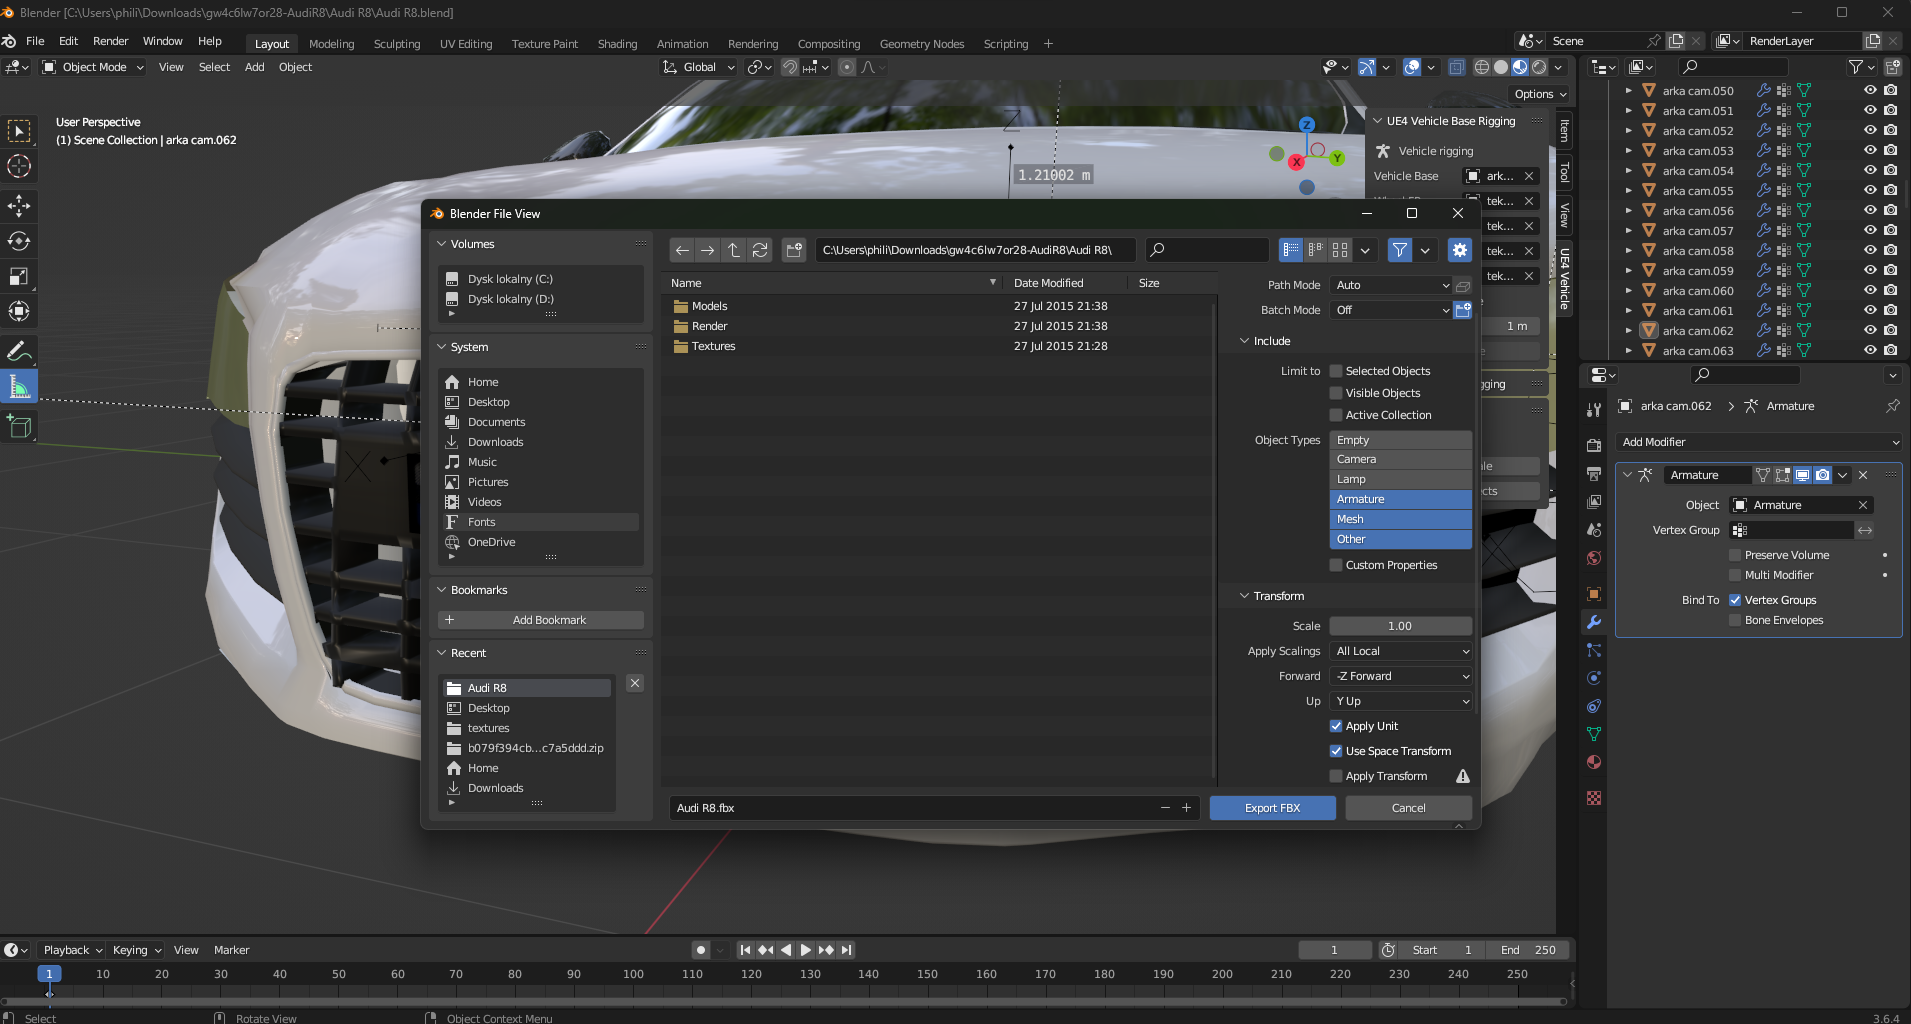 Blender [C:\Users\phili\Downloads\gw4c6lw7or28-AudiR8\Audi R8\Audi R8.blend]
File Edit Render Window Help Layout Modeling Sculpting UV Editing Texture Paint Shading Animation Rendering Compositing Geometry Nodes Scripting + Scene RenderLayer
Object Mode View Select Add Object Global
Options
User Perspective
(1) Scene Collection | arka cam.062
Z
1.21002 m
Z
X
Y
UE4 Vehicle Base Rigging
Vehicle rigging
Vehicle Base ark...
tek...
tek...
tek...
tek...
1 m
Item
Tool
View
UE4 Vehicle
arka cam.050
arka cam.051
arka cam.052
arka cam.053
arka cam.054
arka cam.055
arka cam.056
arka cam.057
arka cam.058
arka cam.059
arka cam.060
arka cam.061
arka cam.062
arka cam.063
arka cam.062 > Armature
Add Modifier
Armature
Object Armature
Vertex Group
Preserve Volume
Multi Modifier
Bind To Vertex Groups
Bone Envelopes
Blender File View
Volumes
Dysk lokalny (C:)
Dysk lokalny (D:)
System
Home
Desktop
Documents
Downloads
Music
Pictures
Videos
Fonts
OneDrive
Bookmarks
+ Add Bookmark
Recent
Audi R8
Desktop
textures
b079f394cb...c7a5ddd.zip
Home
Downloads
C:\Users\phili\Downloads\gw4c6lw7or28-AudiR8\Audi R8\
Name Date Modified Size
Models 27 Jul 2015 21:38
Render 27 Jul 2015 21:38
Textures 27 Jul 2015 21:28
Audi R8.fbx
Path Mode Auto
Batch Mode Off
Include
Limit to Selected Objects
Visible Objects
Active Collection
Object Types Empty
Camera
Lamp
Armature
Mesh
Other
Custom Properties
Transform
Scale 1.00
Apply Scalings All Local
Forward -Z Forward
Up Y Up
Apply Unit
Use Space Transform
Apply Transform
Export FBX Cancel
Playback Keying View Marker 1 Start 1 End 250
1 10 20 30 40 50 60 70 80 90 100 110 120 130 140 150 160 170 180 190 200 210 220 230 240 250
Select Rotate View Object Context Menu 3.6.4